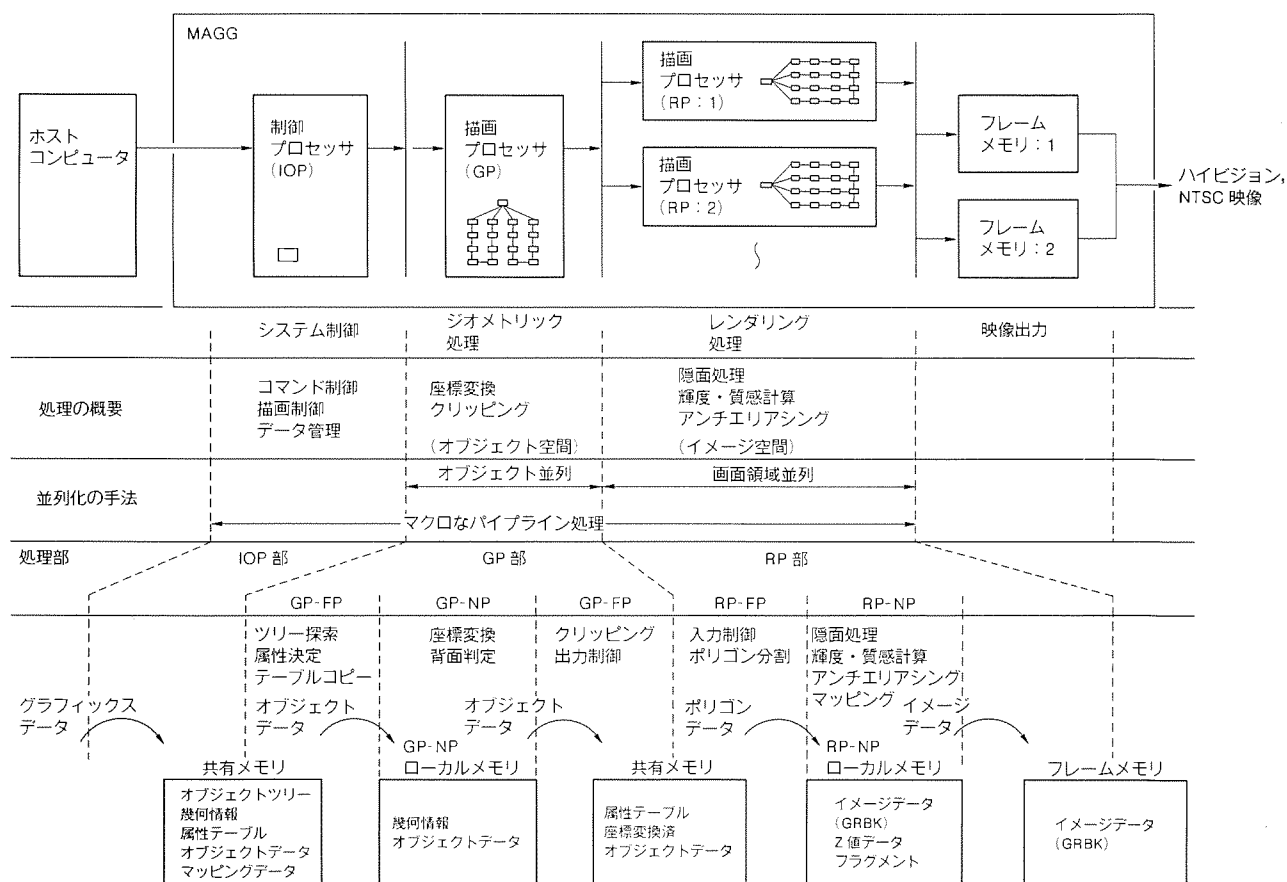 MAGG
ホスト
コンピュータ
制御
プロセッサ
(IOP)
描画
プロセッサ
(GP)
描画
プロセッサ
(RP：1)
描画
プロセッサ
(RP：2)
フレーム
メモリ：1
フレーム
メモリ：2
ハイビジョン,
NTSC 映像
システム制御
ジオメトリック
処理
レンダリング
処理
映像出力
処理の概要
コマンド制御
描画制御
データ管理
座標変換
クリッピング
(オブジェクト空間)
隠面処理
輝度・質感計算
アンチエリアシング
(イメージ空間)
並列化の手法
オブジェクト並列
画面領域並列
マクロなパイプライン処理
処理部
IOP 部
GP 部
RP 部
GP-FP
GP-NP
GP-FP
RP-FP
RP-NP
ツリー探索
属性決定
テーブルコピー
座標変換
背面判定
クリッピング
出力制御
入力制御
ポリゴン分割
隠面処理
輝度・質感計算
アンチエリアシング
マッピング
グラフィックス
データ
オブジェクト
データ
オブジェクト
データ
ポリゴン
データ
イメージ
データ
共有メモリ
GP-NP
ローカルメモリ
共有メモリ
RP-NP
ローカルメモリ
フレームメモリ
オブジェクトツリー
幾何情報
属性テーブル
オブジェクトデータ
マッピングデータ
幾何情報
オブジェクトデータ
属性テーブル
座標変換済
オブジェクトデータ
イメージデータ
(GRBK)
Z 値データ
フラグメント
イメージデータ
(GRBK)